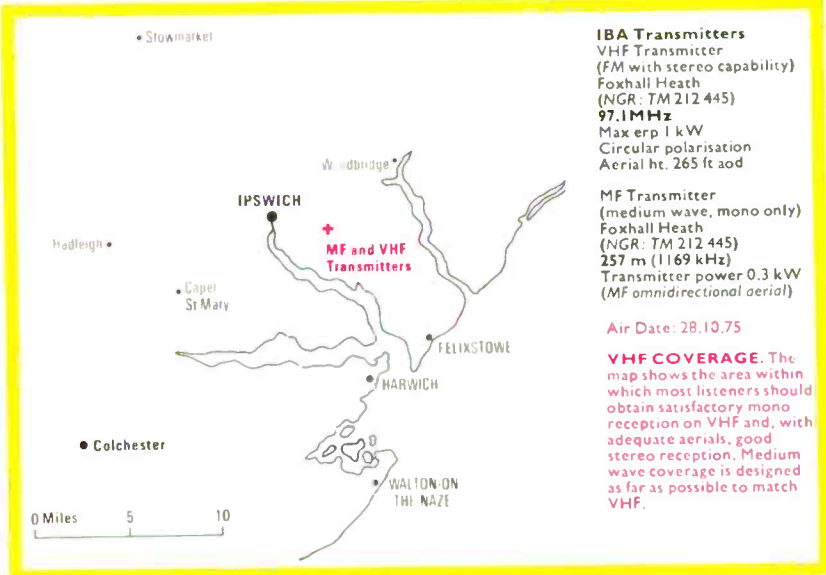 Stowmarket
Woodbridge
IPSWICH
MF and VHF
Transmitters
Hadleigh
Capel
St Mary
FELIXSTOWE
HARWICH
Colchester
WALTON-ON
THE NAZE
0 Miles 5 10
IBA Transmitters
VHF Transmitter
(FM with stereo capability)
Foxhall Heath
(NGR: TM 212 445)
97.1MHz
Max erp 1 kW
Circular polarisation
Aerial ht. 265 ft aod
MF Transmitter
(medium wave, mono only)
Foxhall Heath
(NGR: TM 212 445)
257 m (1169 kHz)
Transmitter power 0.3 kW
(MF omnidirectional aerial)
Air Date: 28.10.75
VHF COVERAGE. The
map shows the area within
which most listeners should
obtain satisfactory mono
reception on VHF and, with
adequate aerials, good
stereo reception. Medium
wave coverage is designed
as far as possible to match
VHF.